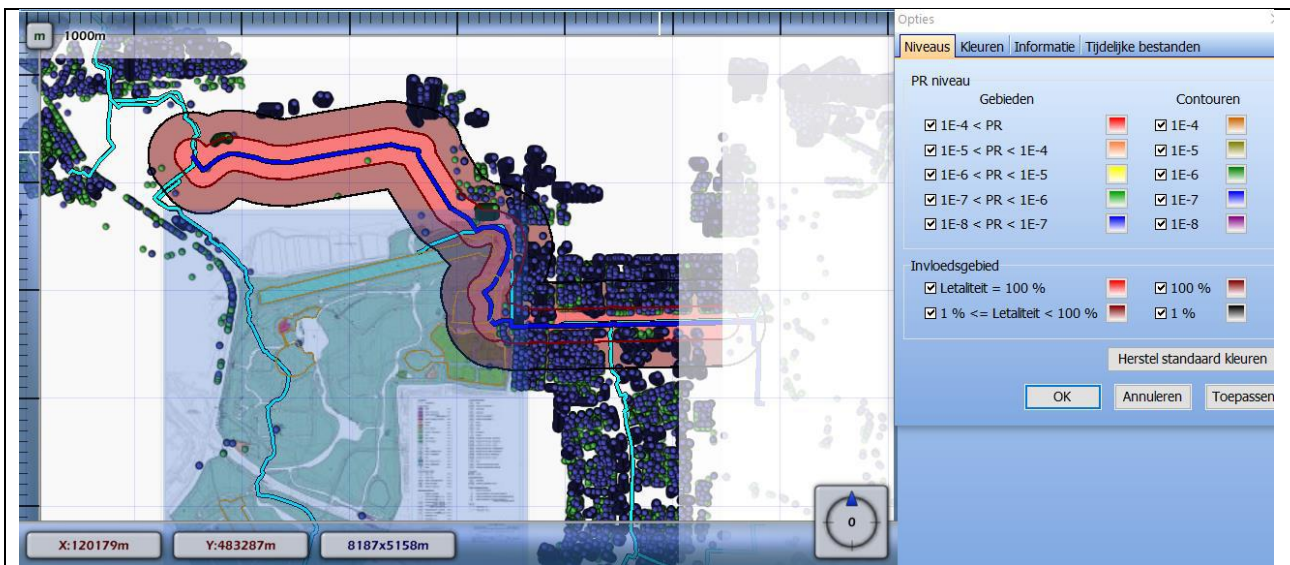 m
1000m
0
X:120179m
Y:483287m
8187x5158m
Opties
Niveaus
Kleuren
Informatie
Tijdelijke bestanden
PR niveau
Gebieden
Contouren
1E-4 < PR
1E-4
1E-5 < PR < 1E-4
1E-5
1E-6 < PR < 1E-5
1E-6
1E-7 < PR < 1E-6
1E-7
1E-8 < PR < 1E-7
1E-8
Invloedsgebied
Letaliteit = 100 %
100 %
1 % <= Letaliteit < 100 %
1 %
Herstel standaard kleuren
OK
Annuleren
Toepassen